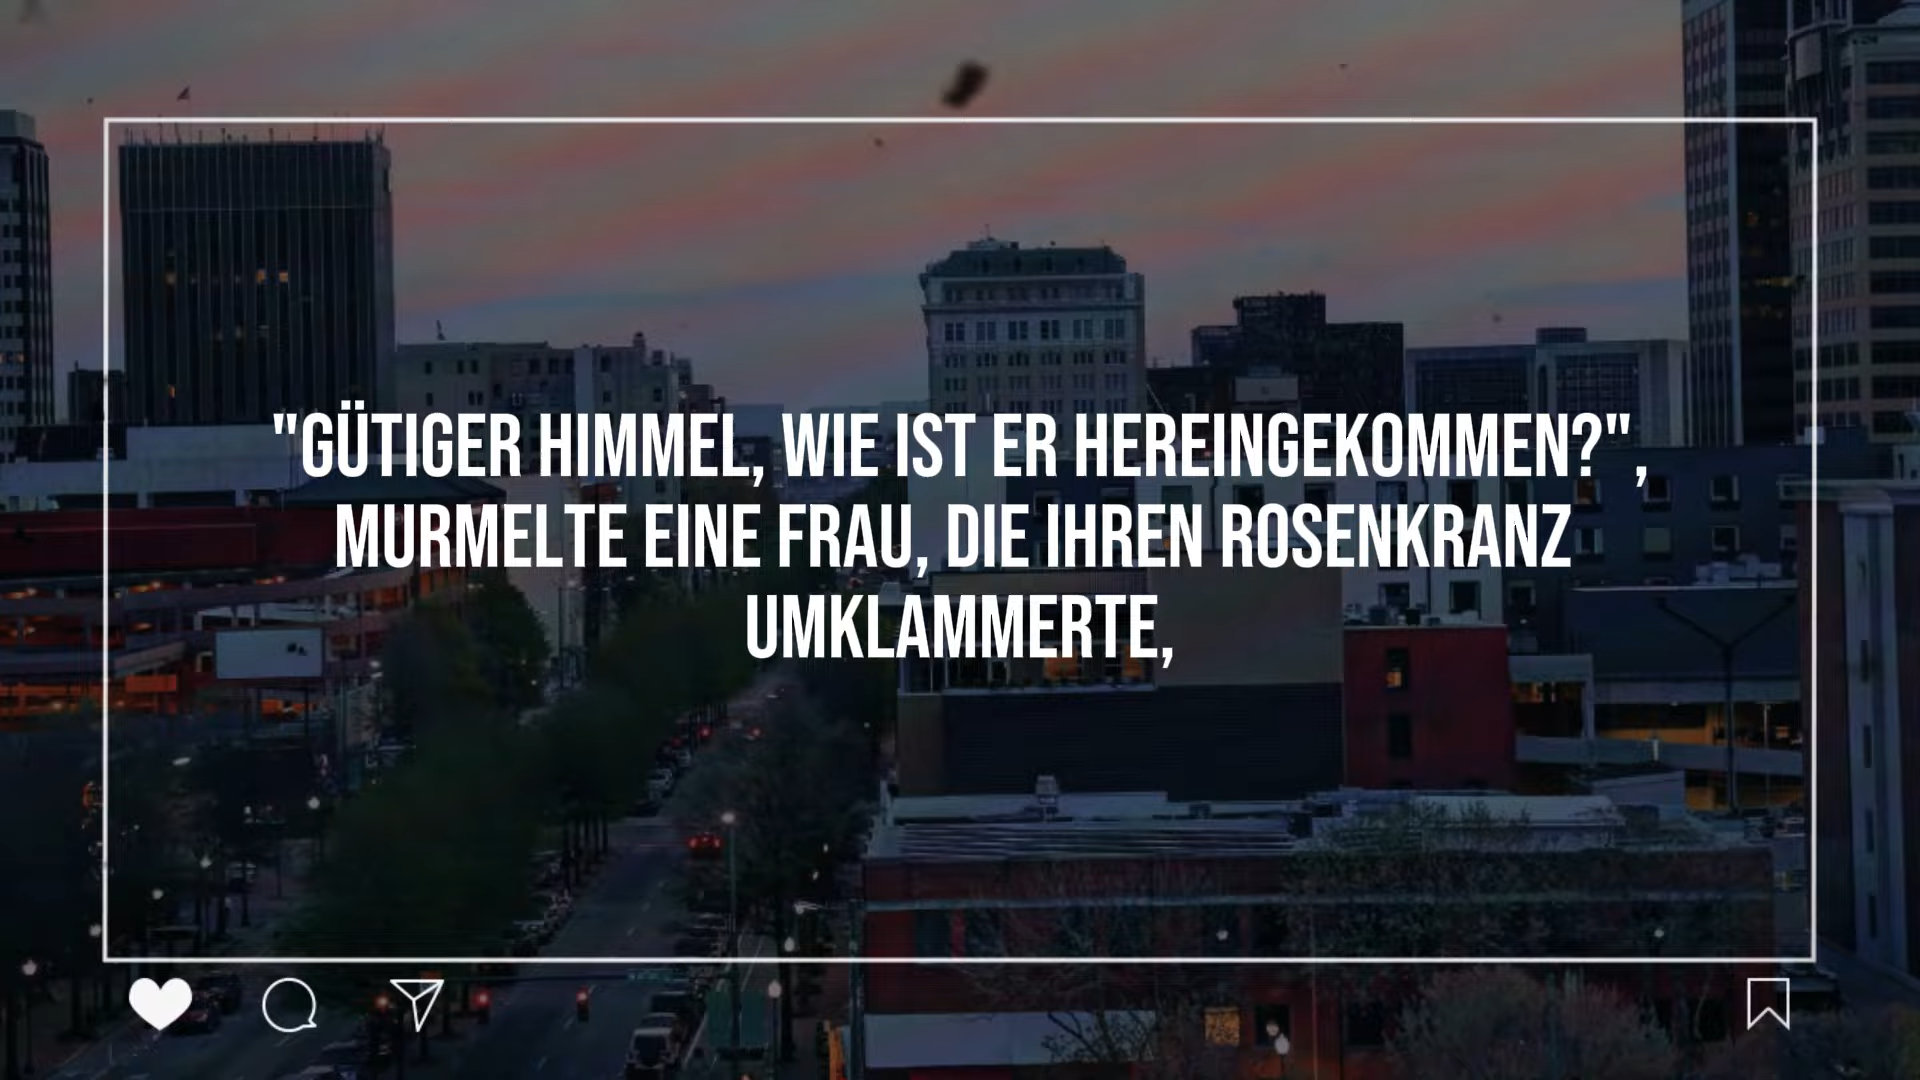 "GÜTIGER HIMMEL, WIE IST ER HEREINGEKOMMEN?",
MURMELTE EINE FRAU, DIE IHREN ROSENKRANZ
UMKLAMMERTE,